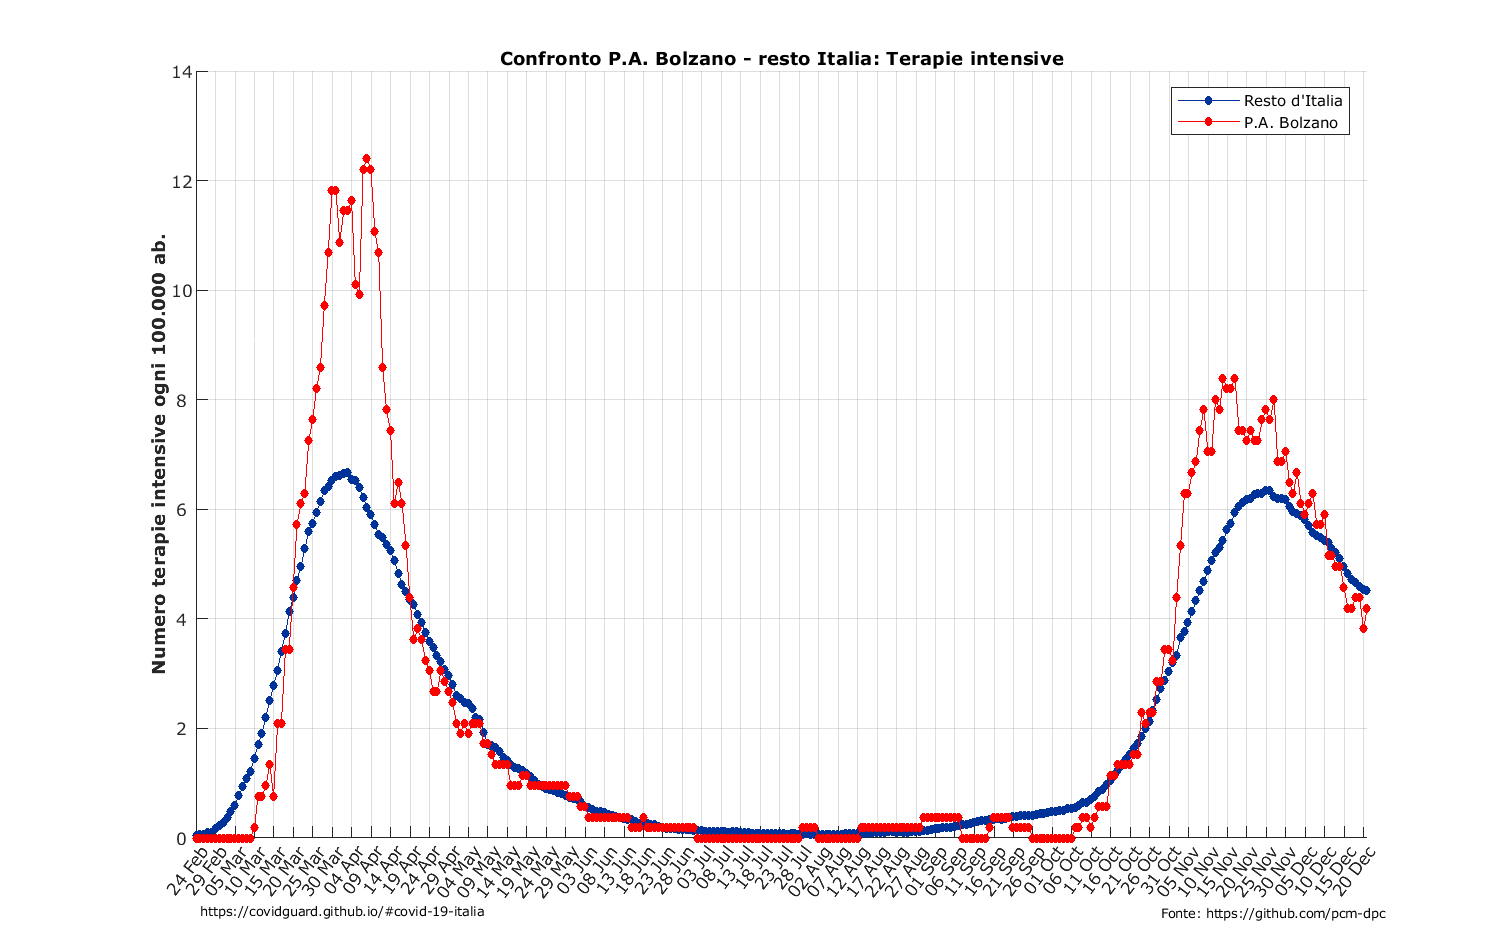 Confronto P.A. Bolzano - resto Italia: Terapie intensive
Numero terapie intensive ogni 100.000 ab.
14
12
10
8
6
4
2
0
Resto d'Italia
P.A. Bolzano
24 Feb
29 Feb
05 Mar
10 Mar
15 Mar
20 Mar
25 Mar
30 Mar
04 Apr
09 Apr
14 Apr
19 Apr
24 Apr
29 Apr
04 May
09 May
14 May
19 May
24 May
29 May
03 Jun
08 Jun
13 Jun
18 Jun
23 Jun
28 Jun
03 Jul
08 Jul
13 Jul
18 Jul
23 Jul
28 Jul
02 Aug
07 Aug
12 Aug
17 Aug
22 Aug
27 Aug
01 Sep
06 Sep
11 Sep
16 Sep
21 Sep
26 Sep
01 Oct
06 Oct
11 Oct
16 Oct
21 Oct
26 Oct
31 Oct
05 Nov
10 Nov
15 Nov
20 Nov
25 Nov
30 Nov
05 Dec
10 Dec
15 Dec
20 Dec
https://covidguard.github.io/#covid-19-italia
Fonte: https://github.com/pcm-dpc